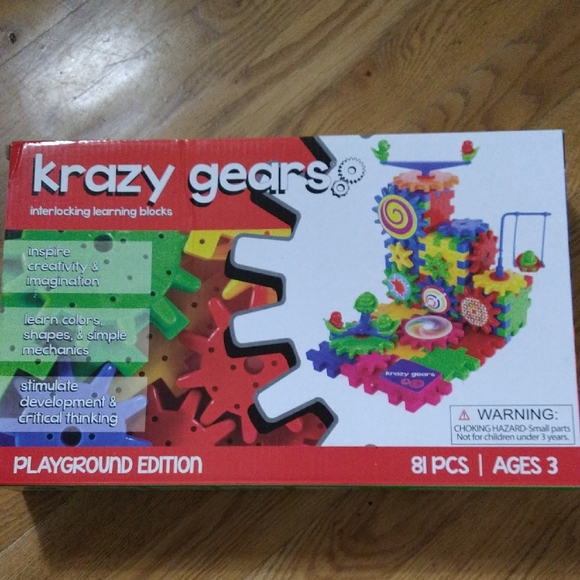 krazy gears
interlocking learning blocks
inspire
creativity &
imagination
learn colors,
shapes, & simple
mechanics
stimulate
development &
critical thinking
krazy gears
WARNING:
CHOKING HAZARD-Small parts
Not for children under 3 years.
PLAYGROUND EDITION
81 PCS | AGES 3